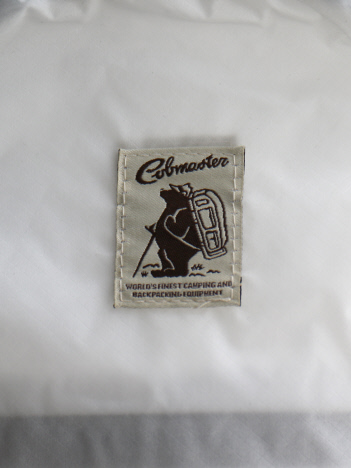 Cobmaster
WORLD'S FINEST CAMPING AND
BACKPACKING EQUIPMENT